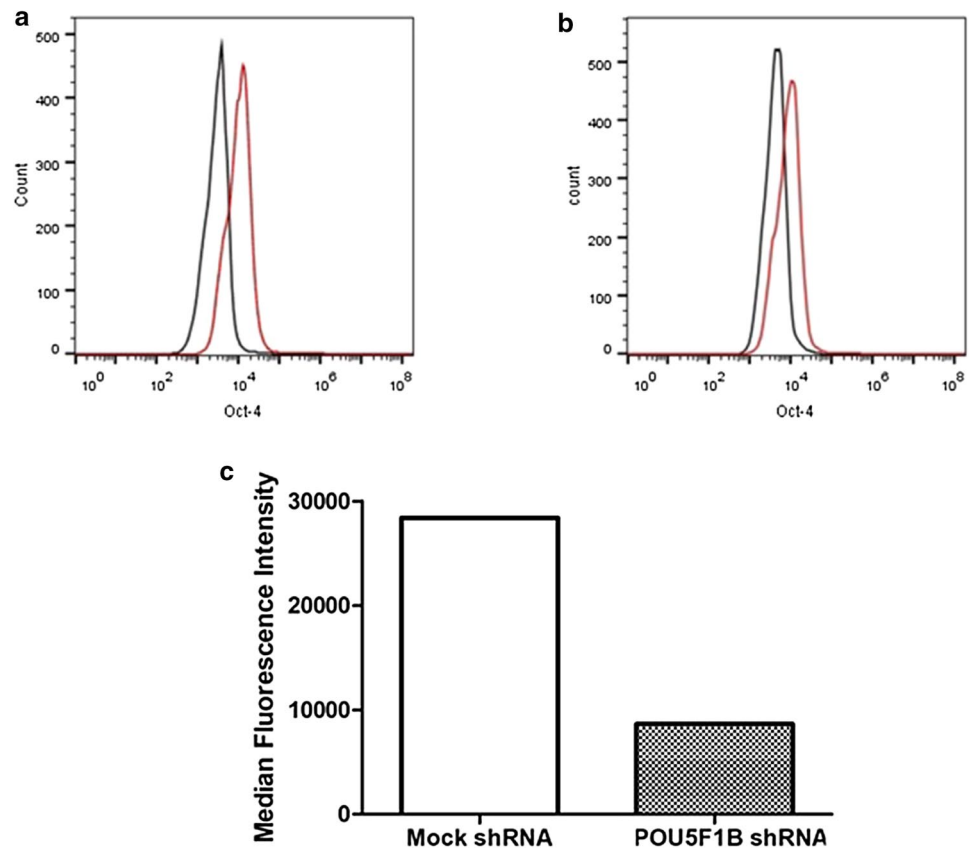 a
500
400
300
200
100
0
Count
10^0 10^2 10^4 10^6 10^8
Oct-4
b
500
400
300
200
100
0
count
10^0 10^2 10^4 10^6 10^8
Oct-4
c
Median Fluorescence Intensity
30000
20000
10000
0
Mock shRNA POU5F1B shRNA